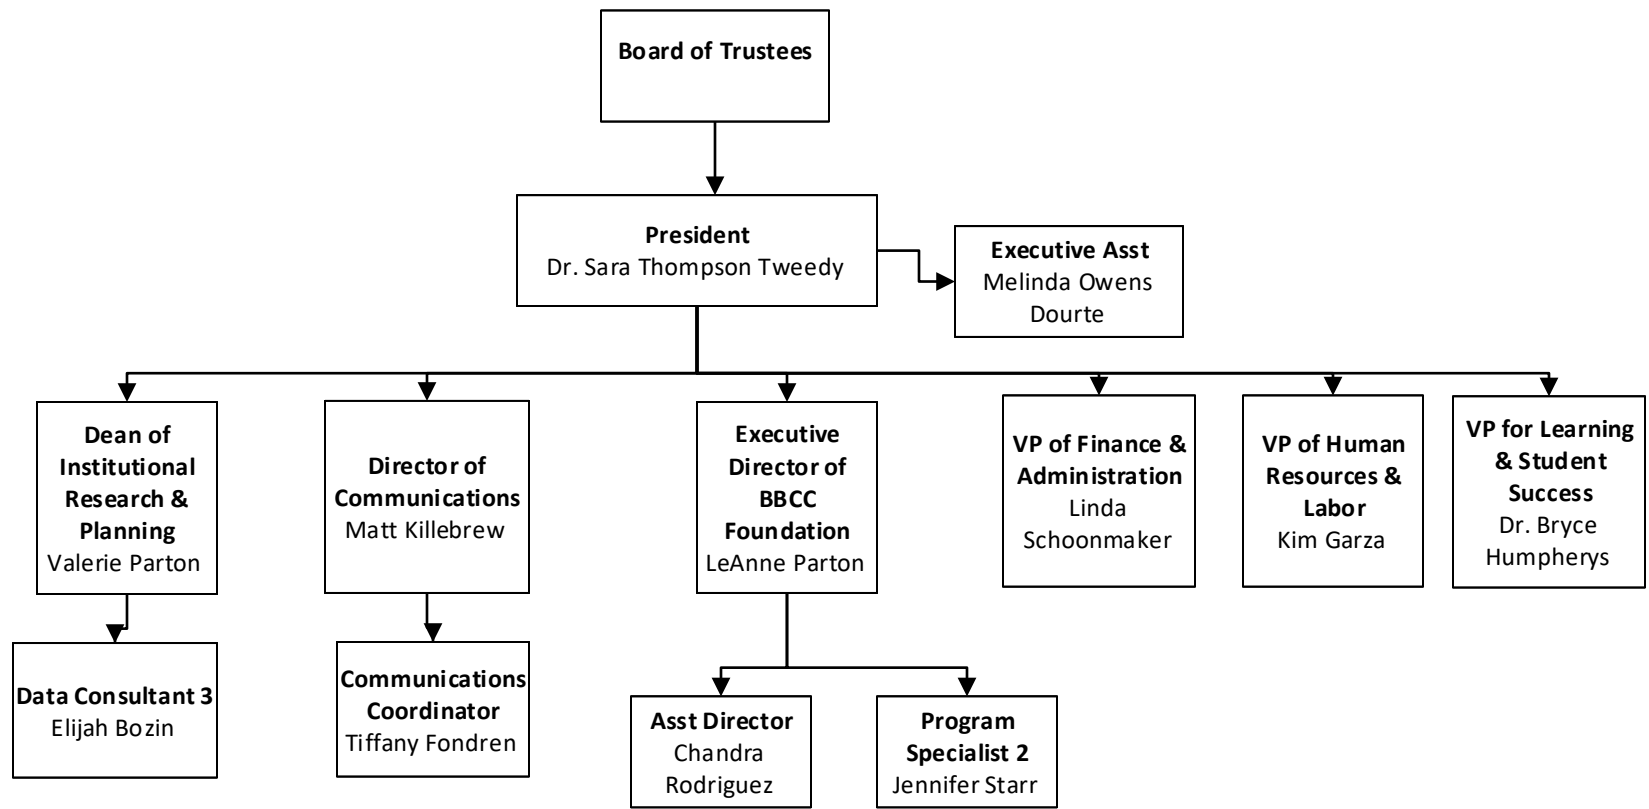 Board of Trustees
President
Dr. Sara Thompson Tweedy
Executive Asst
Melinda Owens
Dourte
Dean of
Institutional
Research &
Planning
Valerie Parton
Director of
Communications
Matt Killebrew
Executive
Director of
BBCC
Foundation
LeAnne Parton
VP of Finance &
Administration
Linda
Schoonmaker
VP of Human
Resources &
Labor
Kim Garza
VP for Learning
& Student
Success
Dr. Bryce
Humpherys
Data Consultant 3
Elijah Bozin
Communications
Coordinator
Tiffany Fondren
Asst Director
Chandra
Rodriguez
Program
Specialist 2
Jennifer Starr